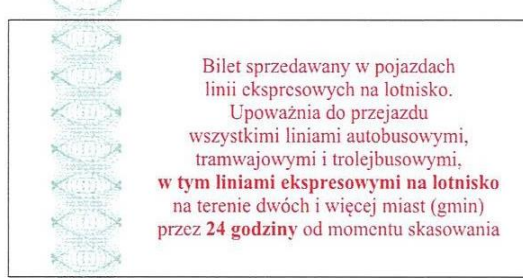 Bilet sprzedawany w pojazdach
linii ekspresowych na lotnisko.
Upoważnia do przejazdu
wszystkimi liniami autobusowymi,
tramwajowymi i trolejbusowymi,
w tym liniami ekspresowymi na lotnisko
na terenie dwóch i więcej miast (gmin)
przez 24 godziny od momentu skasowania